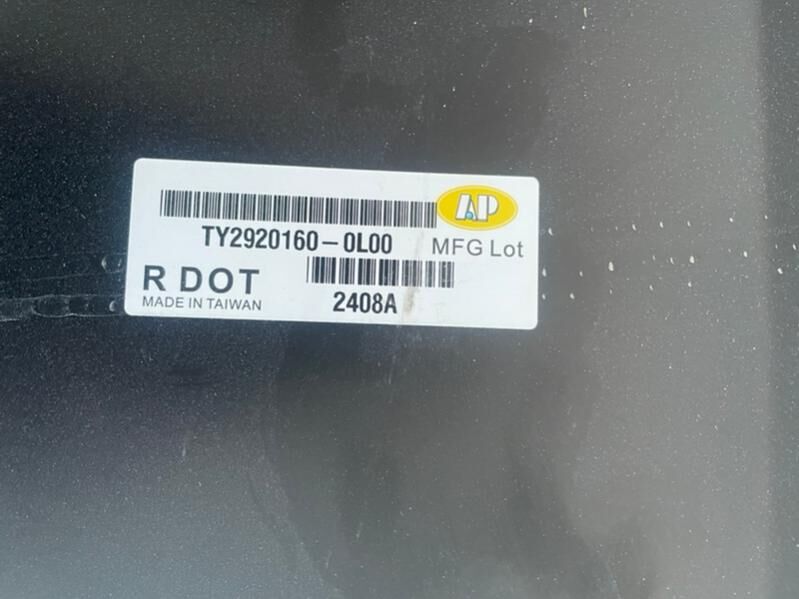 AP
TY2920160-0L00
MFG Lot
R DOT
MADE IN TAIWAN
2408A